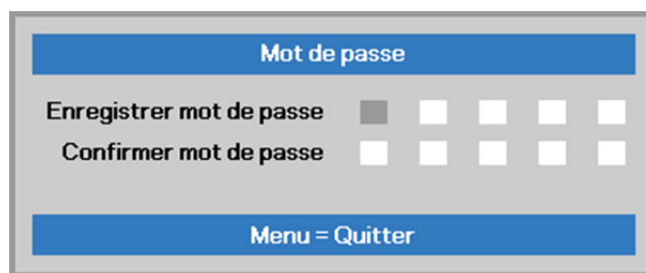 Mot de passe
Enregistrer mot de passe
Confirmer mot de passe
Menu = Quitter